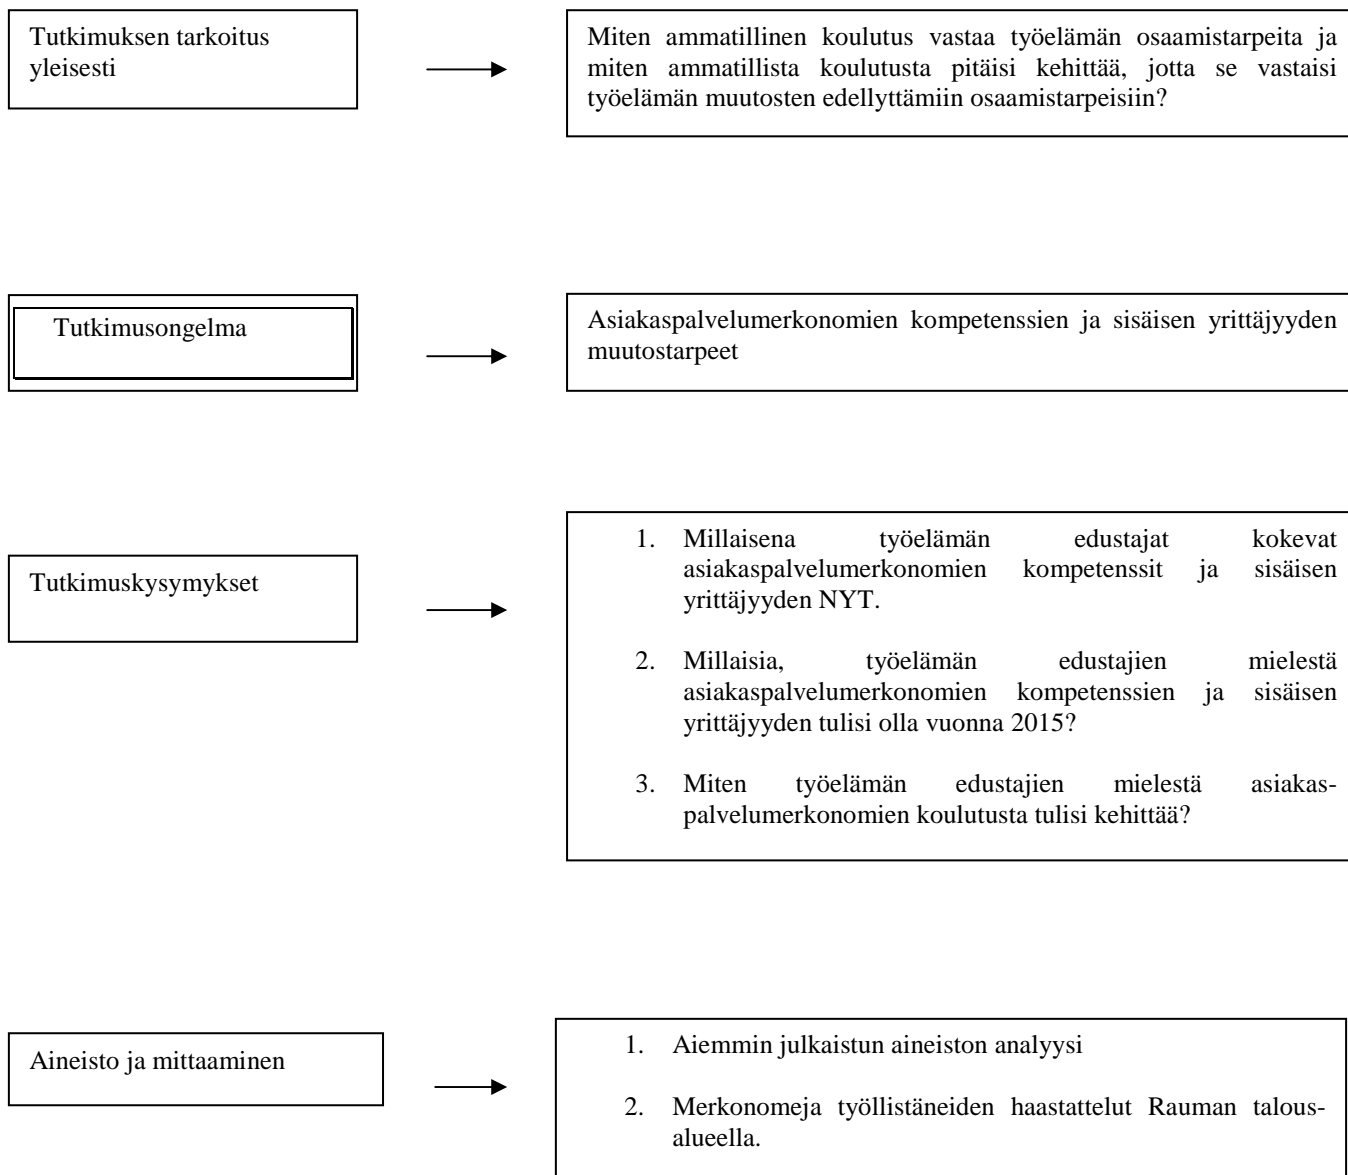 Tutkimuksen tarkoitus
yleisesti
Miten ammatillinen koulutus vastaa työelämän osaamistarpeita ja
miten ammatillista koulutusta pitäisi kehittää, jotta se vastaisi
työelämän muutosten edellyttämiin osaamistarpeisiin?
Tutkimusongelma
Asiakaspalvelumerkonomien kompetenssien ja sisäisen yrittäjyyden
muutostarpeet
Tutkimuskysymykset
1. Millaisena työelämän edustajat kokevat
asiakaspalvelumerkonomien kompetenssit ja sisäisen
yrittäjyyden NYT.
2. Millaisia, työelämän edustajien mielestä
asiakaspalvelumerkonomien kompetenssien ja sisäisen
yrittäjyyden tulisi olla vuonna 2015?
3. Miten työelämän edustajien mielestä asiakas-
palvelumerkonomien koulutusta tulisi kehittää?
Aineisto ja mittaaminen
1. Aiemmin julkaistun aineiston analyysi
2. Merkonomeja työllistäneiden haastattelut Rauman talous-
alueella.